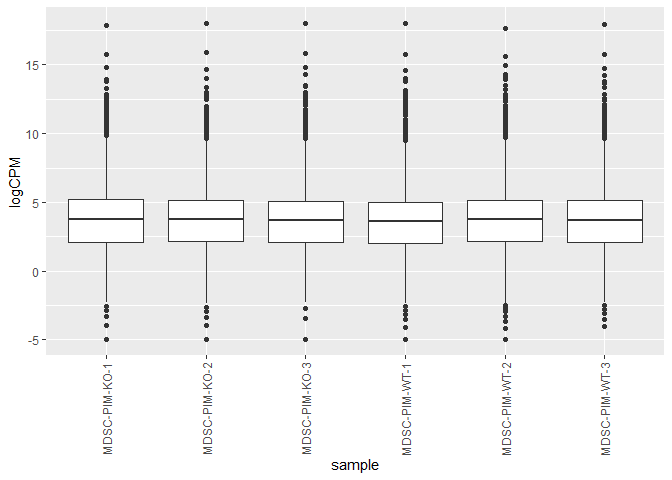 logCPM
15
10
5
0
-5
MDSC-PIM-KO-1
MDSC-PIM-KO-2
MDSC-PIM-KO-3
MDSC-PIM-WT-1
MDSC-PIM-WT-2
MDSC-PIM-WT-3
sample